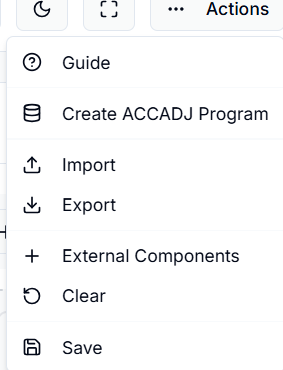 Actions
Guide
Create ACCADJ Program
Import
Export
External Components
Clear
Save